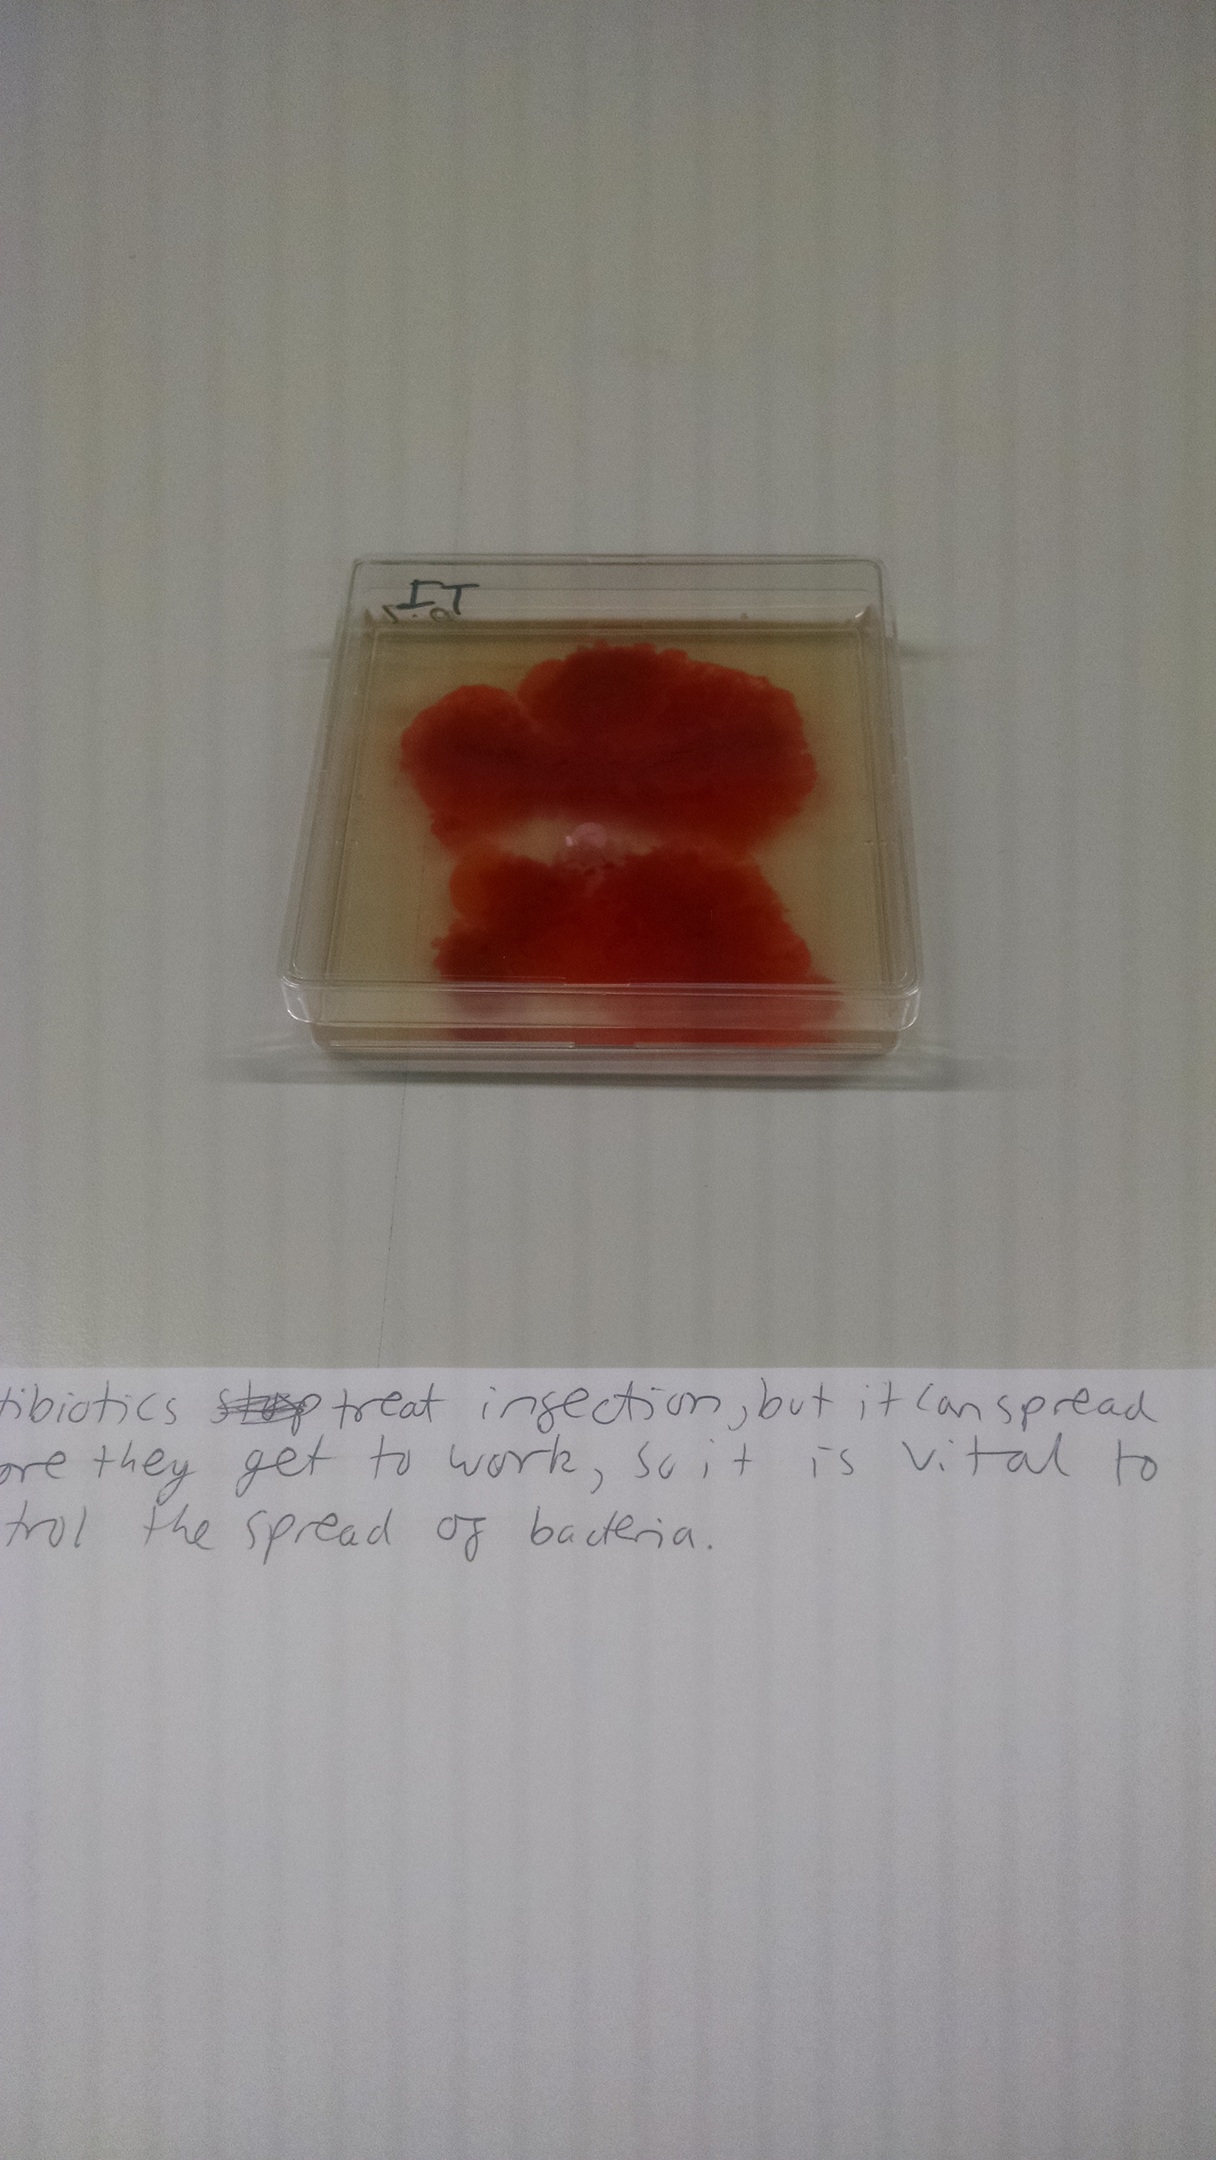 IT
tibiotics stop treat infection, but it can spread
ore they get to work, so it is vital to
trol the spread of bacteria.